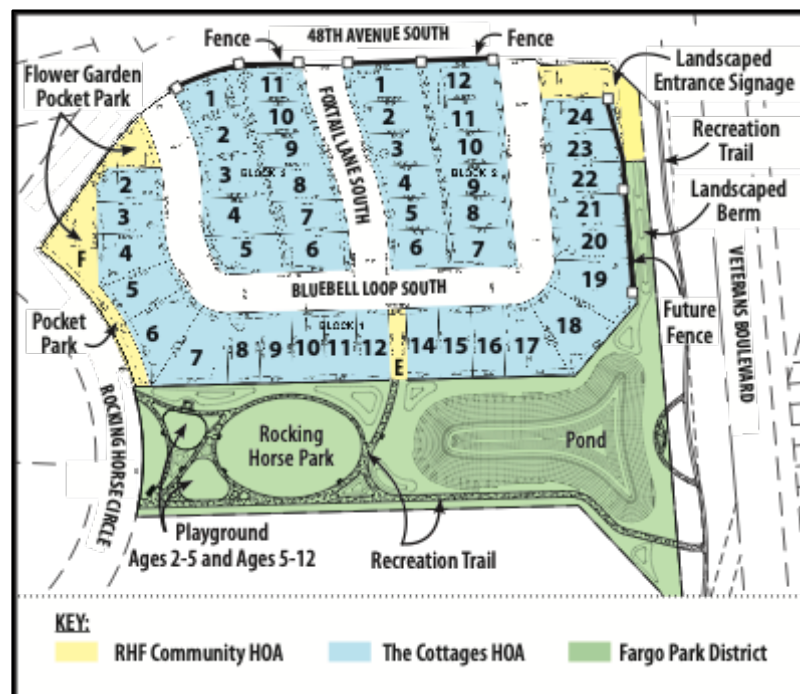 48TH AVENUE SOUTH
Fence
Fence
Flower Garden
Pocket Park
Landscaped
Entrance Signage
Recreation
Trail
Landscaped
Berm
VETERANS BOULEVARD
Future
Fence
FOXTAIL LANE SOUTH
1
2
3
4
5
11
10
9
8
7
6
1
2
3
4
5
6
12
11
10
9
8
7
24
23
22
21
20
19
18
2
3
4
5
6
F
BLUEBELL LOOP SOUTH
BLOCK 1
7
8
9
10
11
12
E
14
15
16
17
Pocket
Park
ROCKING HORSE CIRCLE
Rocking
Horse Park
Pond
Playground
Ages 2-5 and Ages 5-12
Recreation Trail
KEY:
RHF Community HOA
The Cottages HOA
Fargo Park District